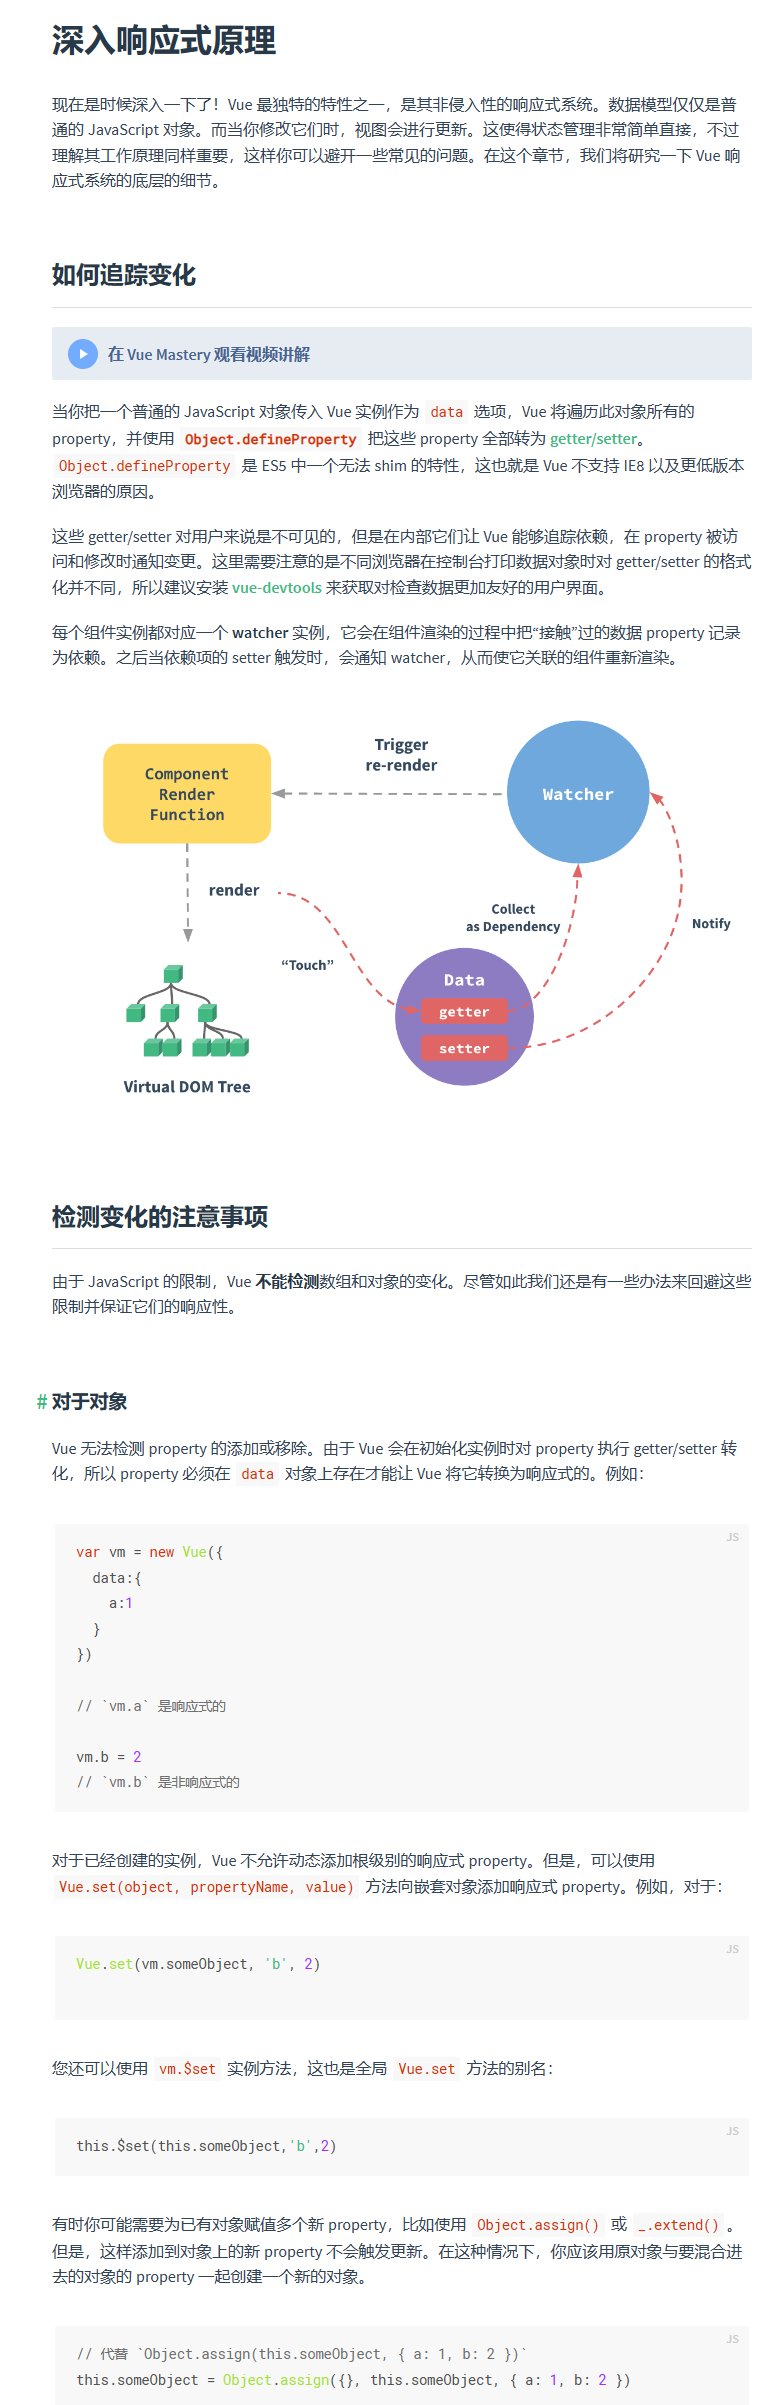 深入响应式原理
现在是时候深入一下了！Vue 最独特的特性之一，是其非侵入性的响应式系统。数据模型仅仅是普
通的 JavaScript 对象。而当你修改它们时，视图会进行更新。这使得状态管理非常简单直接，不过
理解其工作原理同样重要，这样你可以避开一些常见的问题。在这个章节，我们将研究一下 Vue 响
应式系统的底层的细节。
如何追踪变化
在 Vue Mastery 观看视频讲解
当你把一个普通的 JavaScript 对象传入 Vue 实例作为 data 选项，Vue 将遍历此对象所有的
property，并使用 Object.defineProperty 把这些 property 全部转为 getter/setter。
Object.defineProperty 是 ES5 中一个无法 shim 的特性，这也就是 Vue 不支持 IE8 以及更低版本
浏览器的原因。
这些 getter/setter 对用户来说是不可见的，但是在内部它们让 Vue 能够追踪依赖，在 property 被访
问和修改时通知变更。这里需要注意的是不同浏览器在控制台打印数据对象时对 getter/setter 的格式
化并不同，所以建议安装 vue-devtools 来获取对检查数据更加友好的用户界面。
每个组件实例都对应一个 watcher 实例，它会在组件渲染的过程中把“接触”过的数据 property 记录
为依赖。之后当依赖项的 setter 触发时，会通知 watcher，从而使它关联的组件重新渲染。
Trigger
re-render
Component
Render
Function
Watcher
render
Collect
as Dependency
Notify
“Touch”
Data
getter
setter
Virtual DOM Tree
检测变化的注意事项
由于 JavaScript 的限制，Vue 不能检测数组和对象的变化。尽管如此我们还是有一些办法来回避这些
限制并保证它们的响应性。
# 对于对象
Vue 无法检测 property 的添加或移除。由于 Vue 会在初始化实例时对 property 执行 getter/setter 转
化，所以 property 必须在 data 对象上存在才能让 Vue 将它转换为响应式的。例如：
JS
var vm = new Vue({
  data:{
    a:1
  }
})
// `vm.a` 是响应式的
vm.b = 2
// `vm.b` 是非响应式的
对于已经创建的实例，Vue 不允许动态添加根级别的响应式 property。但是，可以使用
Vue.set(object, propertyName, value) 方法向嵌套对象添加响应式 property。例如，对于：
JS
Vue.set(vm.someObject, 'b', 2)
您还可以使用 vm.$set 实例方法，这也是全局 Vue.set 方法的别名：
JS
this.$set(this.someObject,'b',2)
有时你可能需要为已有对象赋值多个新 property，比如使用 Object.assign() 或 _.extend() 。
但是，这样添加到对象上的新 property 不会触发更新。在这种情况下，你应该用原对象与要混合进
去的对象的 property 一起创建一个新的对象。
JS
// 代替 `Object.assign(this.someObject, { a: 1, b: 2 })`
this.someObject = Object.assign({}, this.someObject, { a: 1, b: 2 })